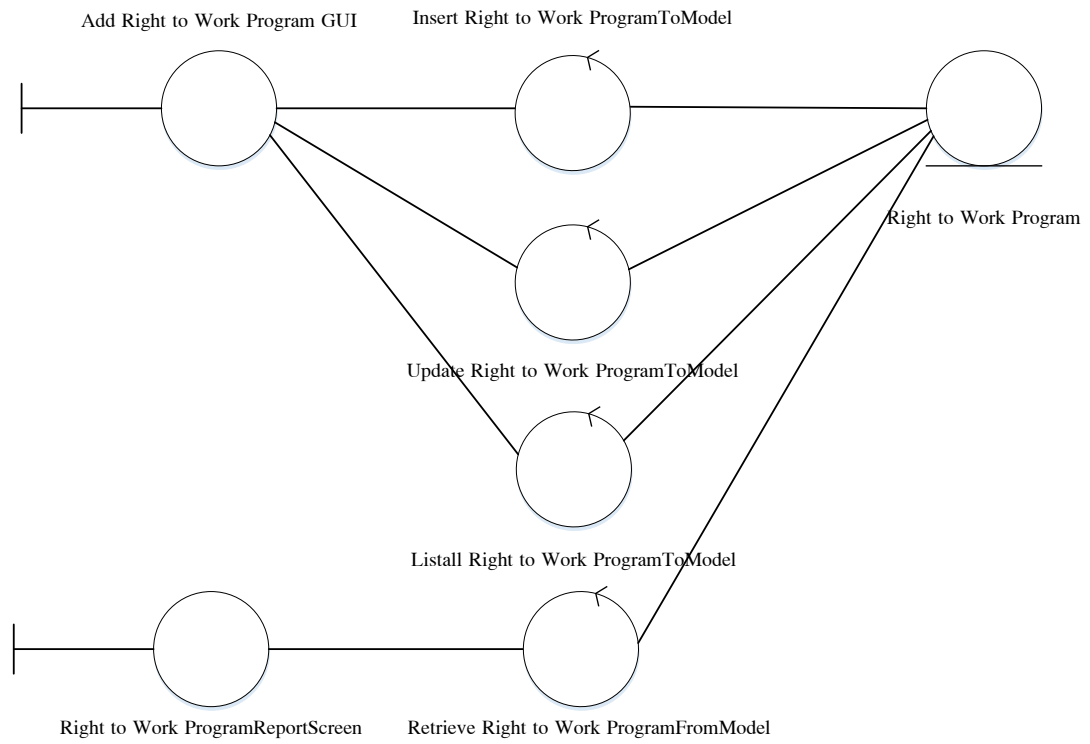 Add Right to Work Program GUI
Insert Right to Work ProgramToModel
Right to Work Program
Update Right to Work ProgramToModel
Listall Right to Work ProgramToModel
Right to Work ProgramReportScreen
Retrieve Right to Work ProgramFromModel